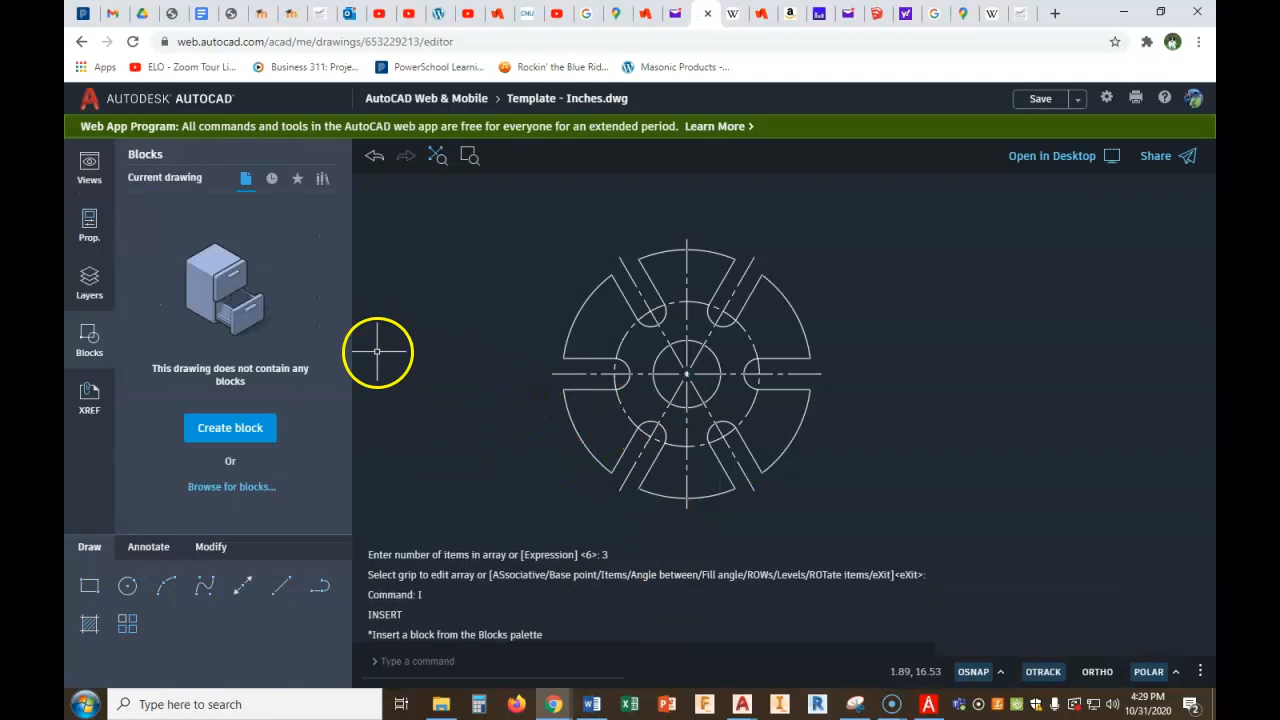 web.autocad.com/acad/me/drawings/653229213/editor
Apps
ELO - Zoom Tour Li...
Business 311: Proje...
PowerSchool Learni...
Rockin' the Blue Rid...
Masonic Products -...
AUTODESK AUTOCAD
AutoCAD Web & Mobile > Template - Inches.dwg
Save
Web App Program: All commands and tools in the AutoCAD web app are free for everyone for an extended period. Learn More >
Views
Prop.
Layers
Blocks
XREF
Blocks
Current drawing
This drawing does not contain any
blocks
Create block
Or
Browse for blocks...
Open in Desktop
Share
Draw
Annotate
Modify
Enter number of items in array or [Expression] <6>: 3
Select grip to edit array or [ASsociative/Base point/Items/Angle between/Fill angle/ROWs/Levels/ROTate items/eXit]<eXit>:
Command: I
INSERT
*Insert a block from the Blocks palette
Type a command
1.89, 16.53
OSNAP
OTRACK
ORTHO
POLAR
Type here to search
4:29 PM
10/31/2020